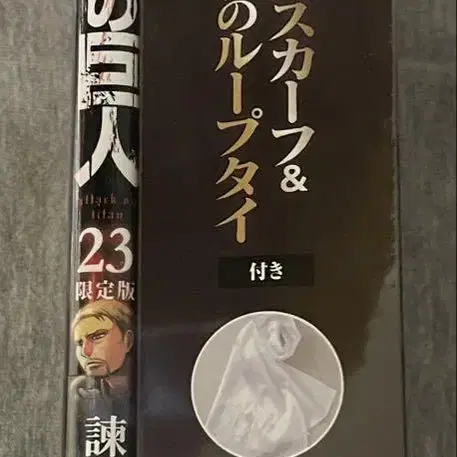 の巨人
attack on
titan
23
限定版
諫
スカーフ&
のループタイ
付き